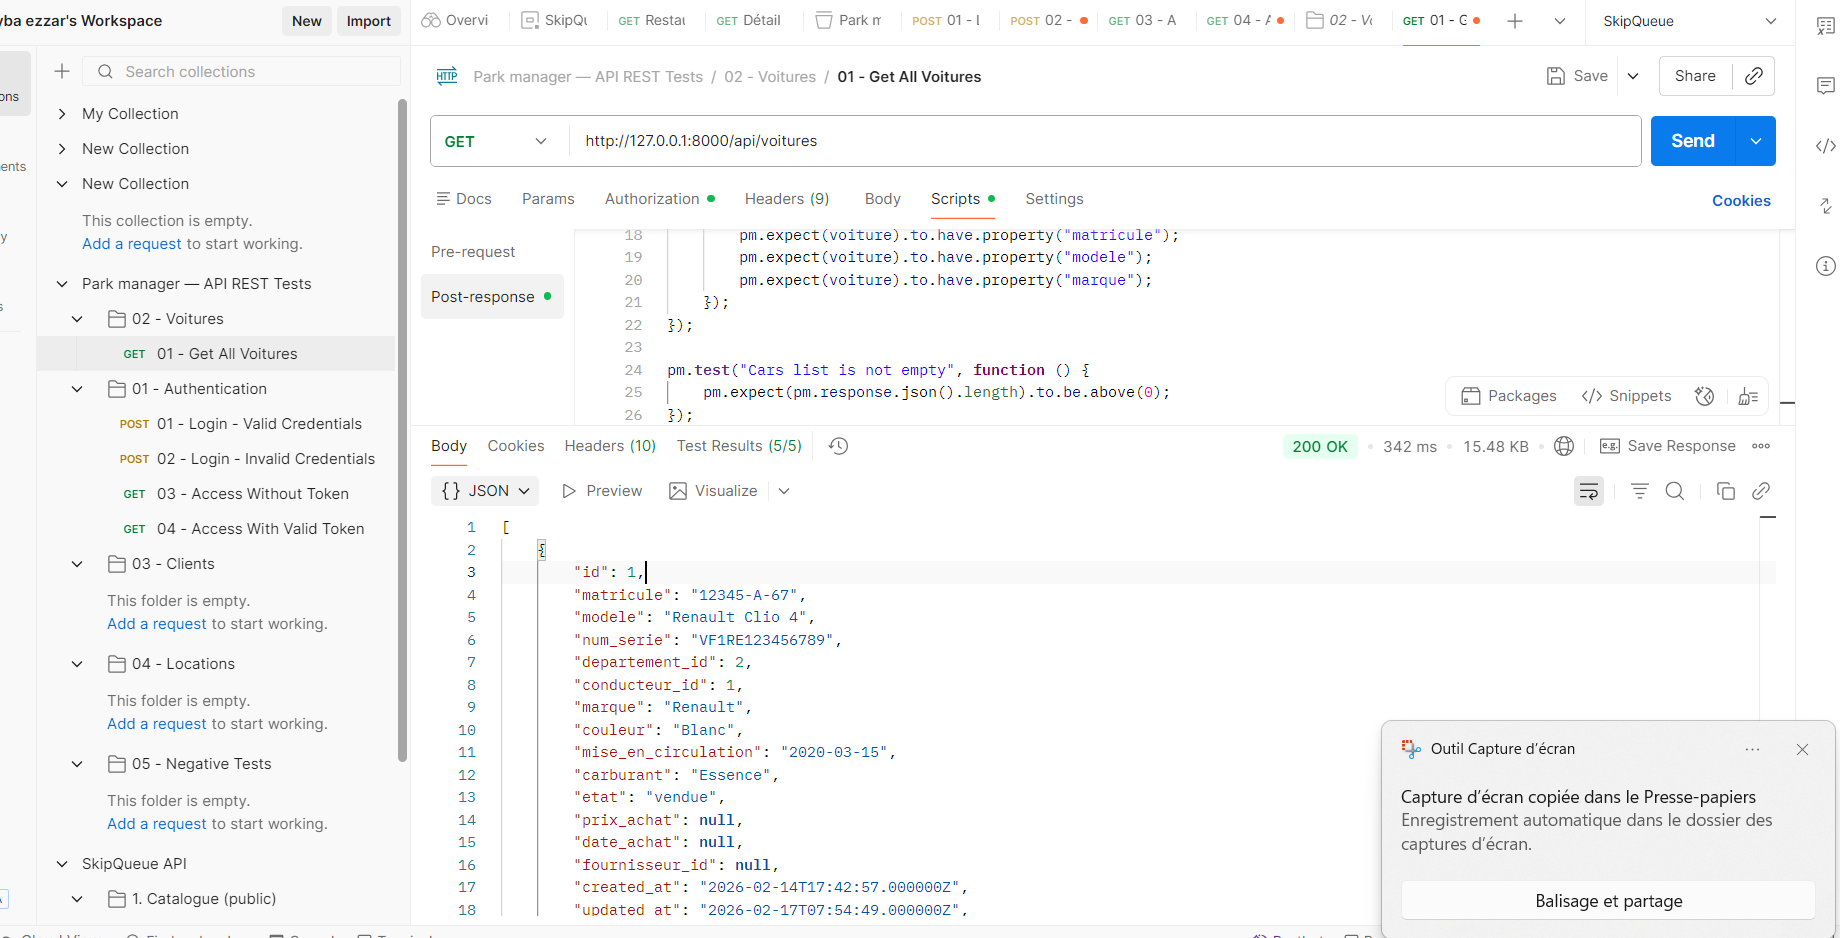 yba ezzar's Workspace
New
Import
Overvi
SkipQu
GET Restau
GET Détail
Park m
POST 01 - L
POST 02 -
GET 03 - A
GET 04 - A
02 - Vo
GET 01 - G
SkipQueue
Search collections
ons
ents
y
s
My Collection
New Collection
New Collection
This collection is empty.
Add a request to start working.
Park manager — API REST Tests
02 - Voitures
GET 01 - Get All Voitures
01 - Authentication
POST 01 - Login - Valid Credentials
POST 02 - Login - Invalid Credentials
GET 03 - Access Without Token
GET 04 - Access With Valid Token
03 - Clients
This folder is empty.
Add a request to start working.
04 - Locations
This folder is empty.
Add a request to start working.
05 - Negative Tests
This folder is empty.
Add a request to start working.
SkipQueue API
1. Catalogue (public)
HTTP Park manager — API REST Tests / 02 - Voitures / 01 - Get All Voitures
Save
Share
GET
http://127.0.0.1:8000/api/voitures
Send
Docs
Params
Authorization
Headers (9)
Body
Scripts
Settings
Cookies
Pre-request
Post-response
18 pm.expect(voiture).to.have.property("matricule");
19 pm.expect(voiture).to.have.property("modele");
20 pm.expect(voiture).to.have.property("marque");
21 });
22 });
23
24 pm.test("Cars list is not empty", function () {
25 pm.expect(pm.response.json().length).to.be.above(0);
26 });
Packages
Snippets
Body
Cookies
Headers (10)
Test Results (5/5)
200 OK
342 ms
15.48 KB
e.g. Save Response
{} JSON
Preview
Visualize
1 [
2 {
3 "id": 1,
4 "matricule": "12345-A-67",
5 "modele": "Renault Clio 4",
6 "num_serie": "VF1RE123456789",
7 "departement_id": 2,
8 "conducteur_id": 1,
9 "marque": "Renault",
10 "couleur": "Blanc",
11 "mise_en_circulation": "2020-03-15",
12 "carburant": "Essence",
13 "etat": "vendue",
14 "prix_achat": null,
15 "date_achat": null,
16 "fournisseur_id": null,
17 "created_at": "2026-02-14T17:42:57.000000Z",
18 "updated_at": "2026-02-17T07:54:49.000000Z",
Outil Capture d'écran
Capture d'écran copiée dans le Presse-papiers
Enregistrement automatique dans le dossier des
captures d'écran.
Balisage et partage